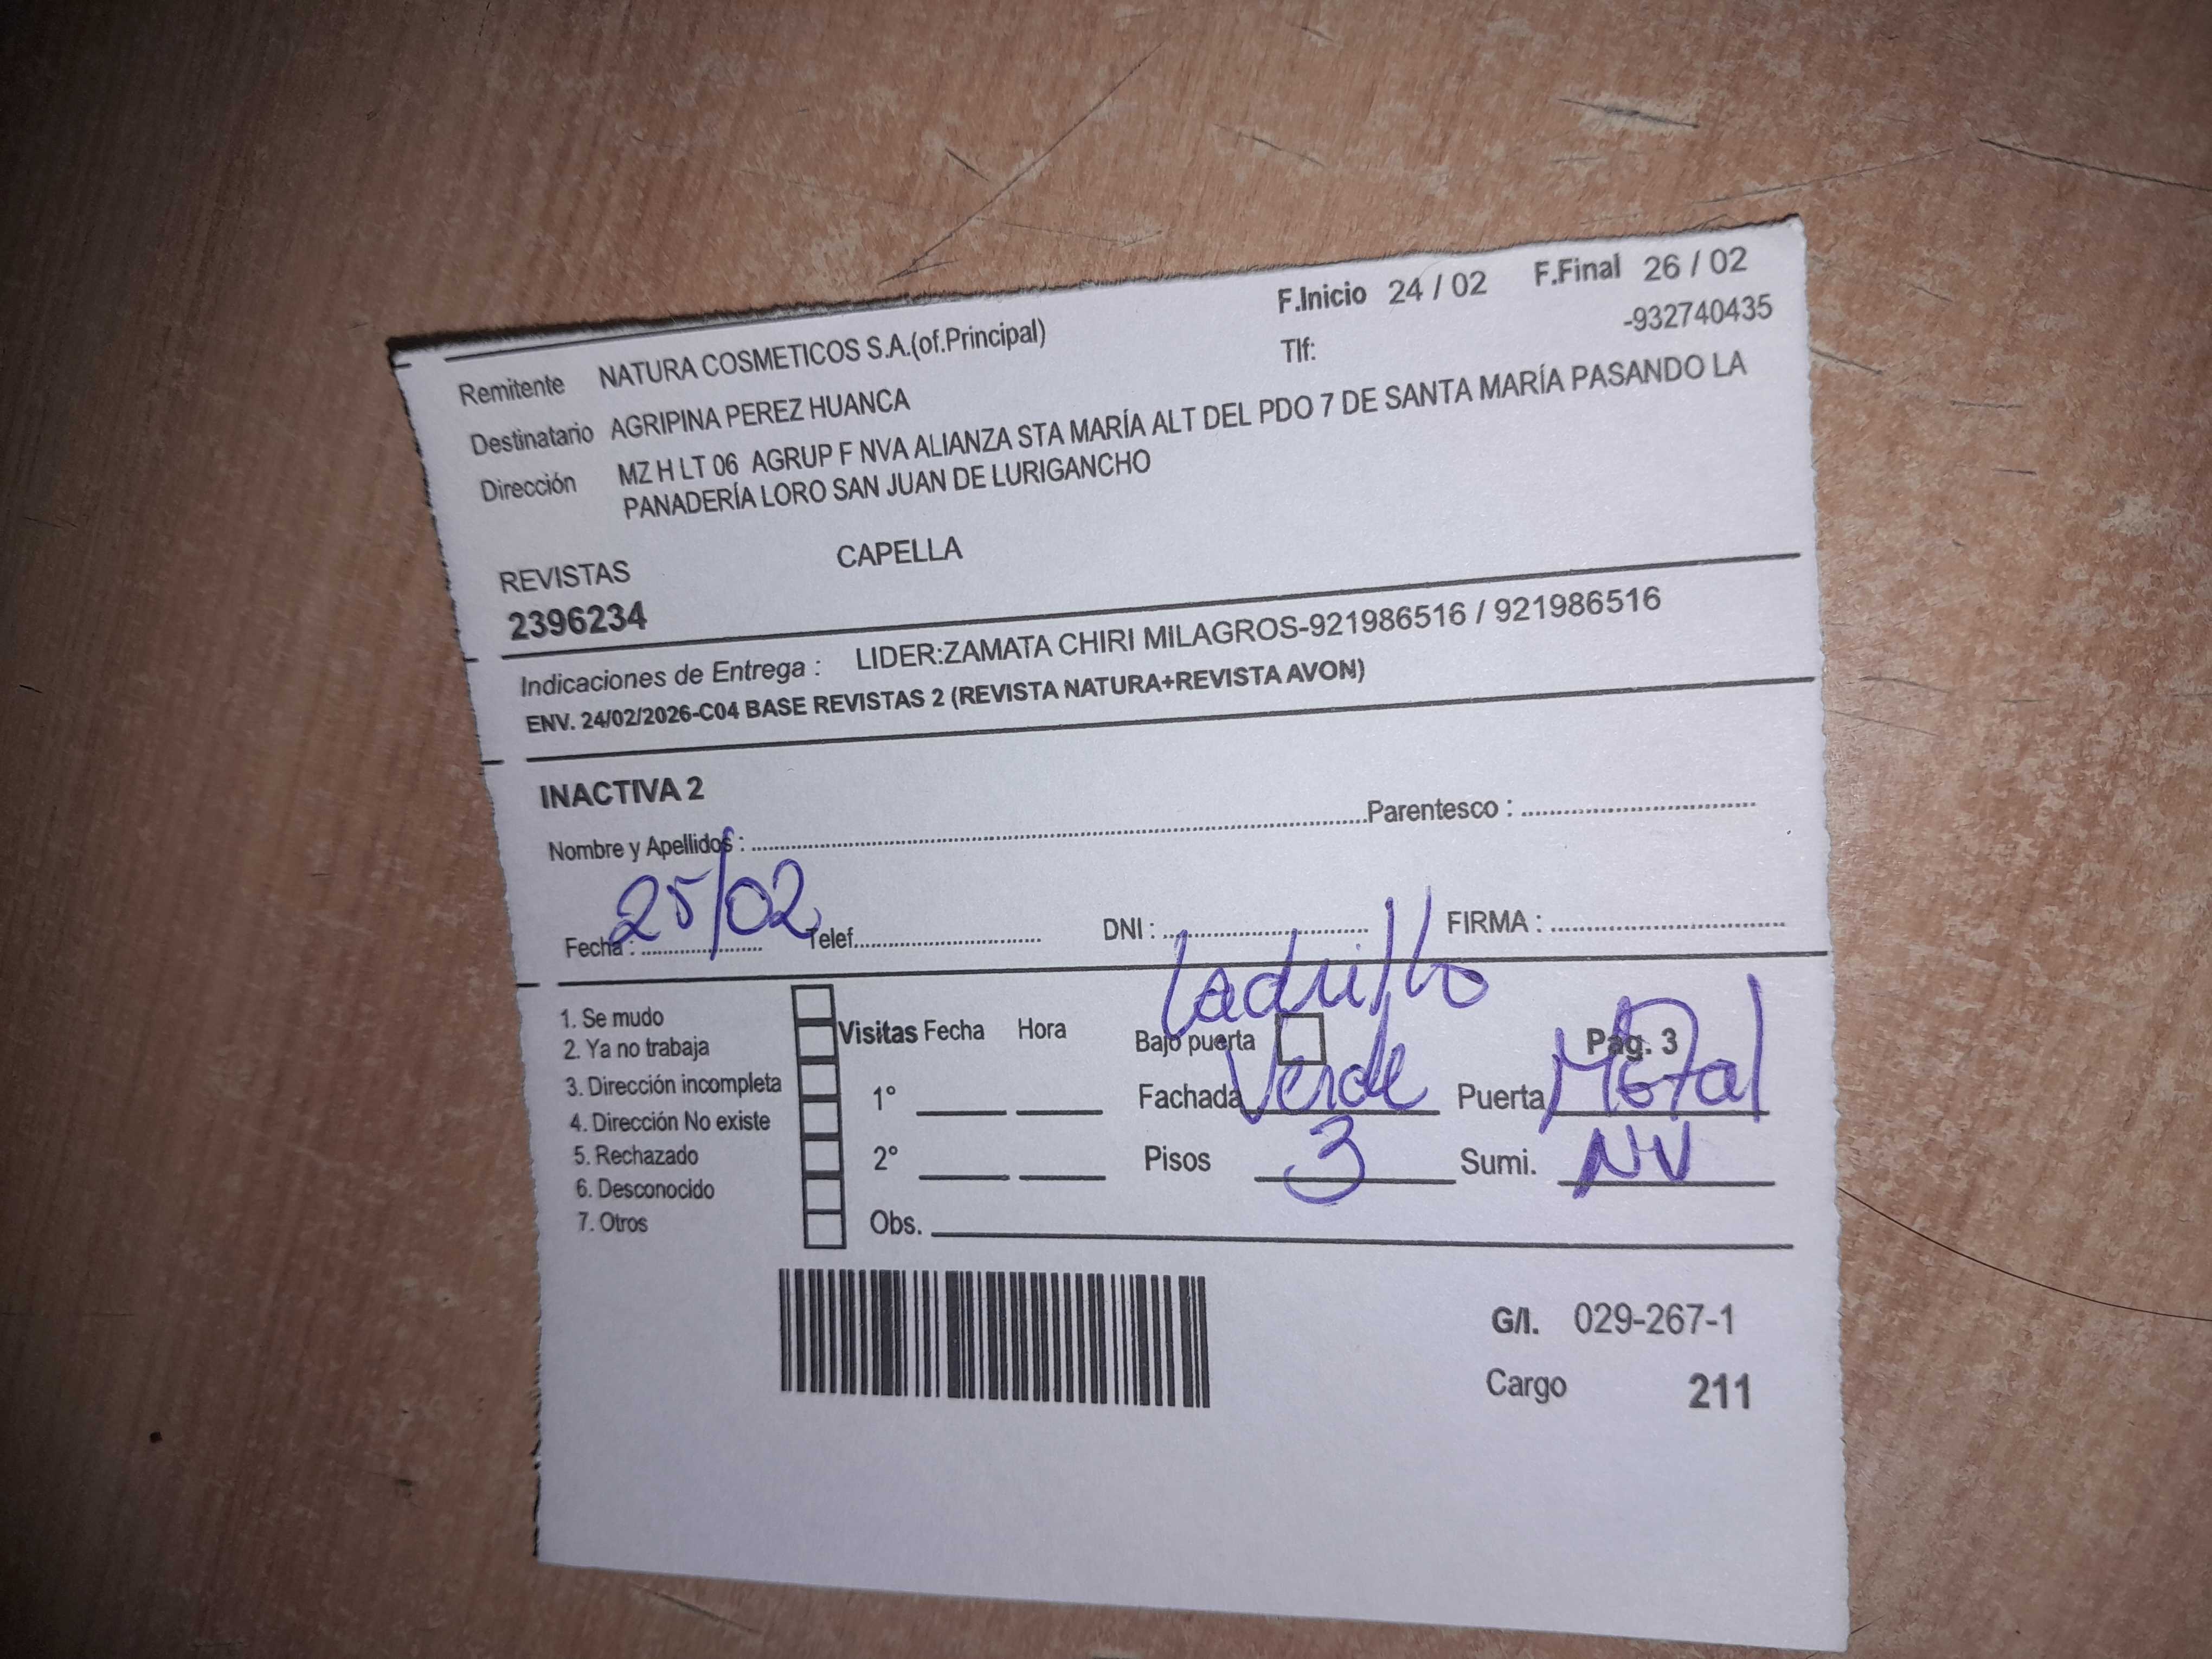 F.Inicio 24 / 02 F.Final 26 / 02
Remitente NATURA COSMETICOS S.A.(of.Principal) Tlf: -932740435
Destinatario AGRIPINA PEREZ HUANCA
Dirección MZ H LT 06 AGRUP F NVA ALIANZA STA MARÍA ALT DEL PDO 7 DE SANTA MARÍA PASANDO LA
PANADERÍA LORO SAN JUAN DE LURIGANCHO
REVISTAS CAPELLA
2396234
Indicaciones de Entrega : LIDER:ZAMATA CHIRI MILAGROS-921986516 / 921986516
ENV. 24/02/2026-C04 BASE REVISTAS 2 (REVISTA NATURA+REVISTA AVON)
INACTIVA 2
Nombre y Apellidos : Parentesco :
Fecha : 25/02 Telef. DNI : FIRMA :
ladrillo
1. Se mudo
2. Ya no trabaja
3. Dirección incompleta
4. Dirección No existe
5. Rechazado
6. Desconocido
7. Otros
Visitas Fecha Hora Bajo puerta Pag. 3
1° Fachada Verde Puerta Metal
2° Pisos 3 Sumi. NV
Obs.
G/I. 029-267-1
Cargo 211